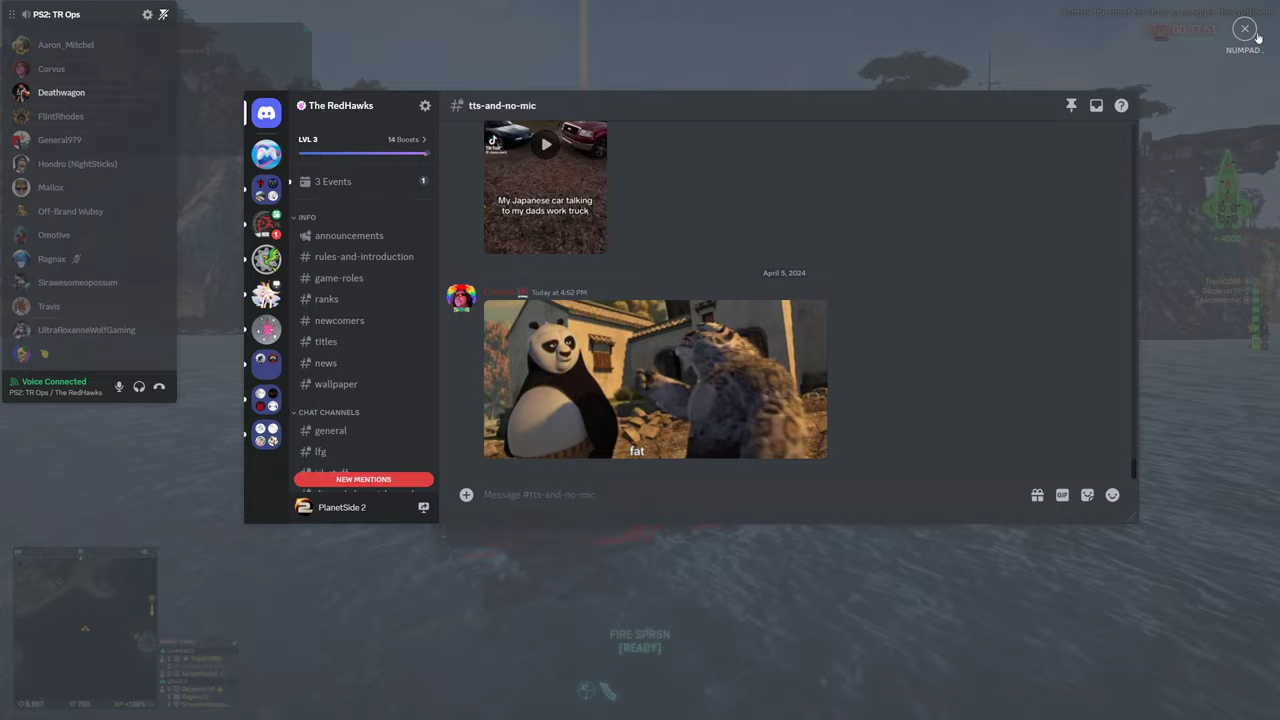 PS2: TR Ops
Aaron_Mitchel
Corvus
Deathwagon
FlintRhodes
General979
Hondro (NightSticks)
Mallox
Off-Brand Wubsy
Omotive
Ragnax
Sirawesomeopossum
Travis
UltraRoxanneWolfGaming
Voice Connected
PS2: TR Ops / The RedHawks
The RedHawks
LVL 3
14 Boosts
3 Events
1
INFO
announcements
rules-and-introduction
game-roles
ranks
newcomers
titles
news
wallpaper
CHAT CHANNELS
general
lfg
NEW MENTIONS
PlanetSide 2
1
tts-and-no-mic
TikTok
My Japanese car talking
to my dads work truck
April 5, 2024
Today at 4:52 PM
fat
Message #tts-and-no-mic
GIF
NUMPAD .
+ 4000
FIRE SPRSN
[READY]